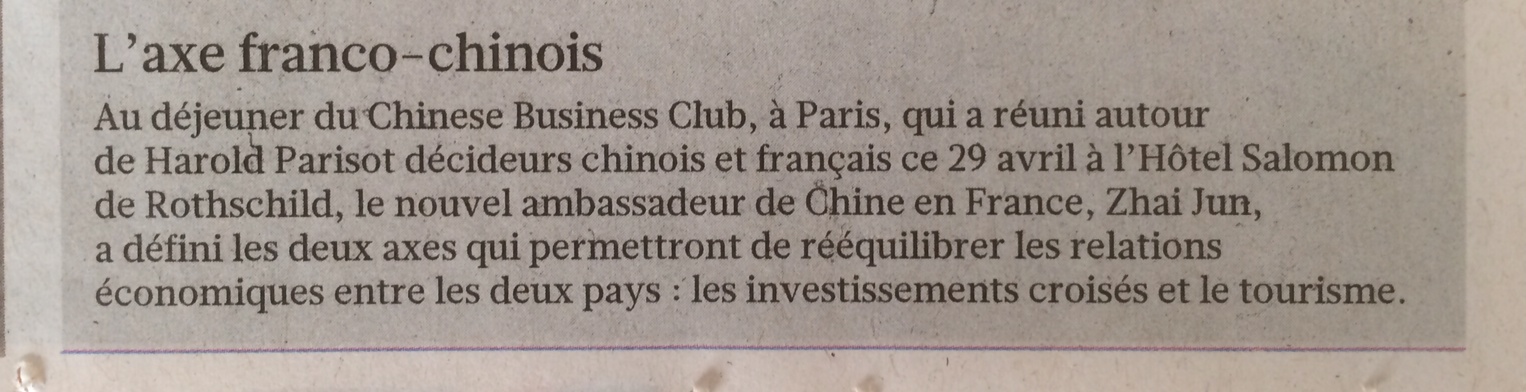 L'axe franco-chinois
Au déjeuner du Chinese Business Club, à Paris, qui a réuni autour
de Harold Parisot décideurs chinois et français ce 29 avril à l'Hôtel Salomon
de Rothschild, le nouvel ambassadeur de Chine en France, Zhai Jun,
a défini les deux axes qui permettront de rééquilibrer les relations
économiques entre les deux pays : les investissements croisés et le tourisme.